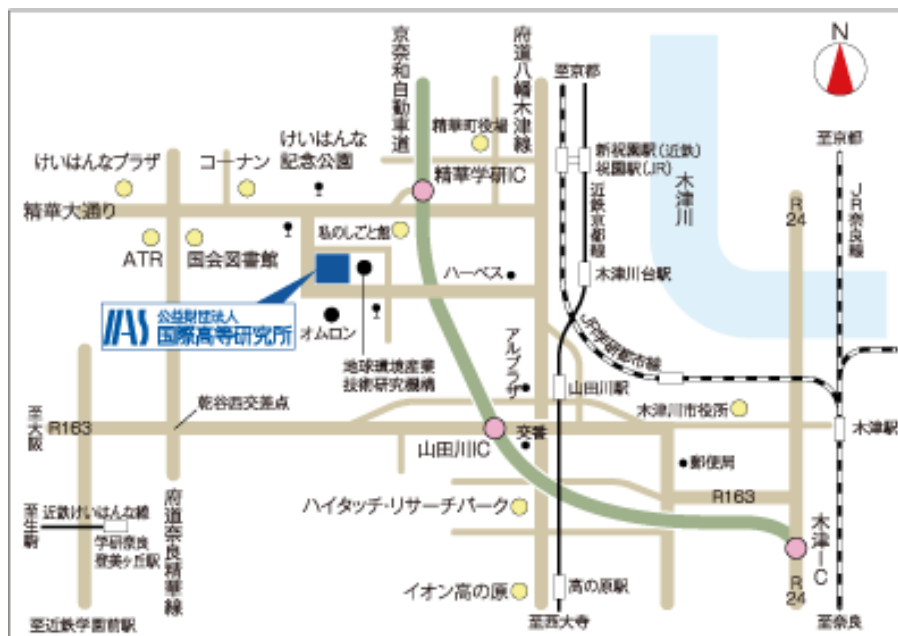 京奈和自動車道
府道八幡木津線
至京都
N
精華町役場
けいはんな
記念公園
コーナン
けいはんなプラザ
精華学研IC
新祝園駅(近鉄)
祝園駅(JR)
近鉄京都線
木津川
至京都
JR奈良線
R
24
精華大通り
私のしごと館
ATR
国会図書館
ハーベス
木津川台駅
IIAS
公益財団法人
国際高等研究所
オムロン
地球環境産業
技術研究機構
アルプラザ
JR学研都市線
山田川駅
至大阪
R163
乾谷西交差点
山田川IC
交番
木津川市役所
木津駅
郵便局
R163
ハイタッチ・リサーチパーク
至生駒
近鉄けいはんな線
学研奈良
登美ヶ丘駅
府道奈良精華線
木津IC
イオン高の原
高の原駅
R
24
至近鉄学園前駅
至西大寺
至奈良